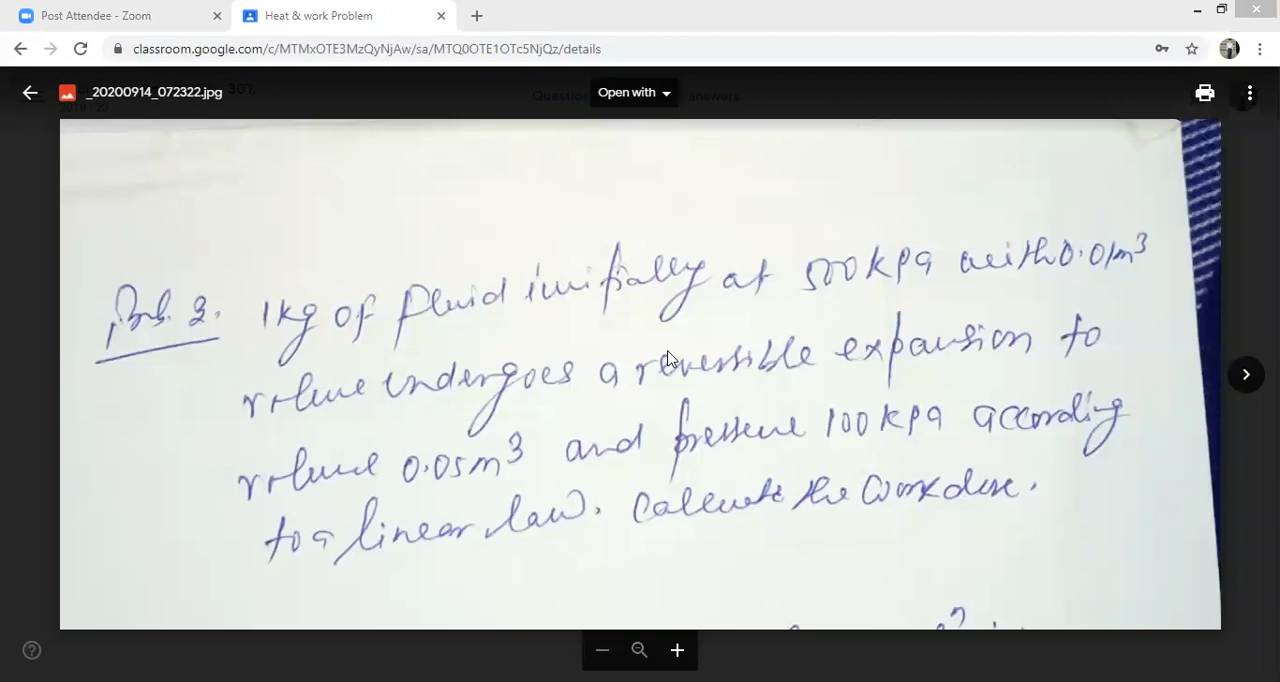 Post Attendee - Zoom
Heat & work Problem
classroom.google.com/c/MTMxOTE3MzQyNjAw/sa/MTQ0OTE1OTc5NjQz/details
_20200914_072322.jpg
Open with
answers
Prob 3. 1kg of fluid initially at 500kpa with 0.01m³
volume undergoes a reversible expansion to
volume 0.05m³ and pressure 100kpa according
to a linear law. Calculate the work done.